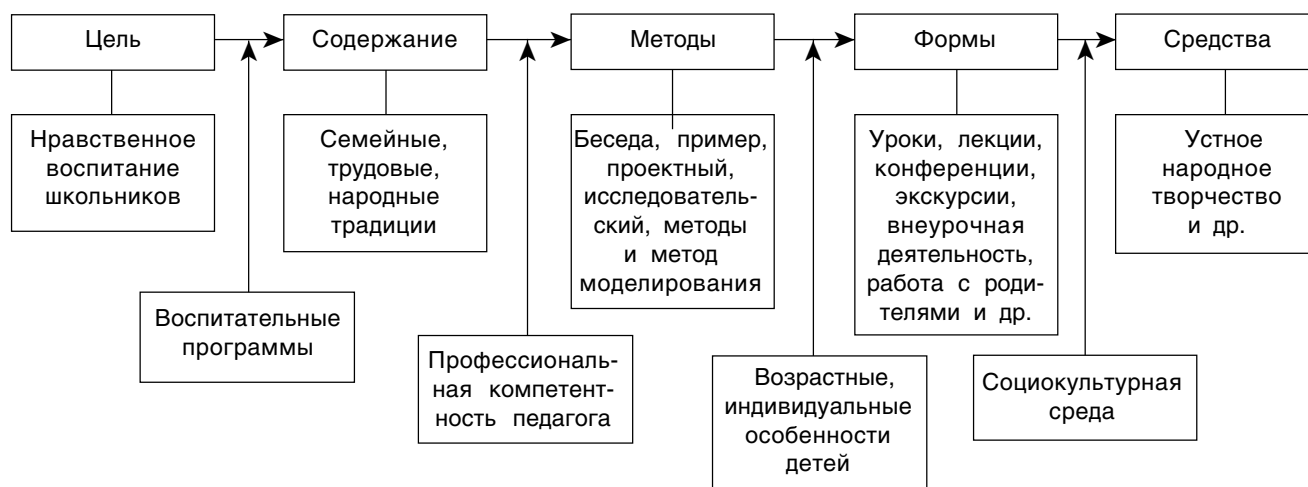 Цель
Содержание
Методы
Формы
Средства
Нравственное
воспитание
школьников
Семейные,
трудовые,
народные
традиции
Беседа, пример,
проектный,
исследователь-
ский, методы
и метод
моделирования
Уроки, лекции,
конференции,
экскурсии,
внеурочная
деятельность,
работа с роди-
телями и др.
Устное
народное
творчество
и др.
Воспитательные
программы
Профессиональ-
ная компетент-
ность педагога
Возрастные,
индивидуальные
особенности
детей
Социокультурная
среда